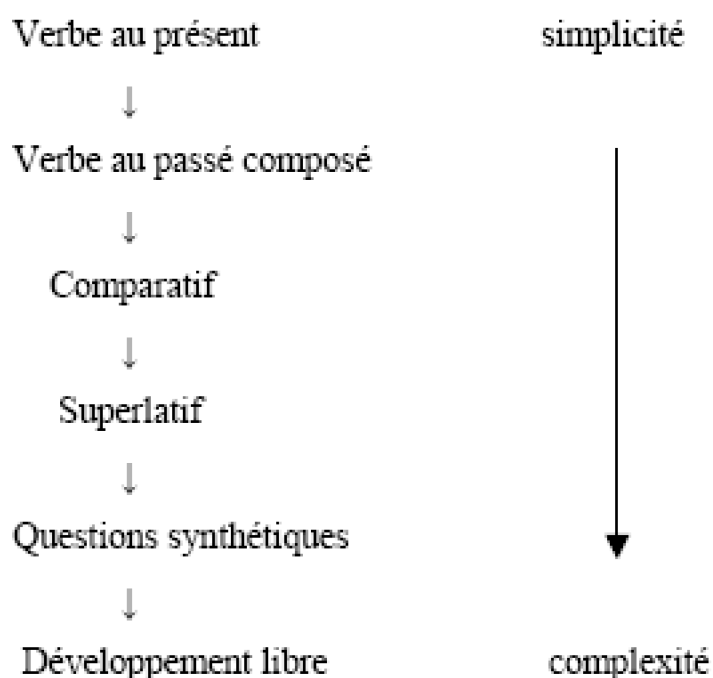 Verbe au présent simplicité
↓
Verbe au passé composé
↓
Comparatif
↓
Superlatif
↓
Questions synthétiques
↓
Développement libre complexité